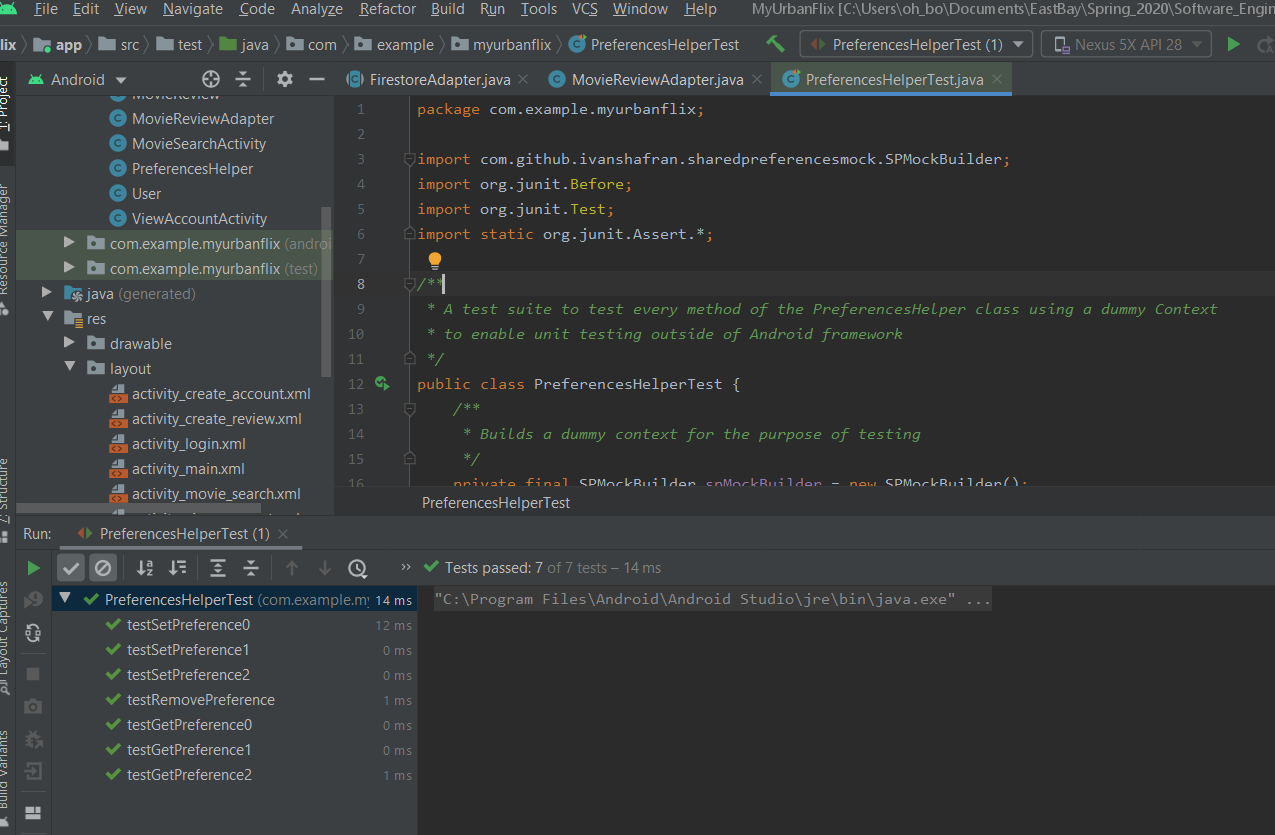 File Edit View Navigate Code Analyze Refactor Build Run Tools VCS Window Help MyUrbanFlix [C:\Users\oh_bo\Documents\EastBay\Spring_2020\Software_Engin
lix app src test java com example myurbanflix PreferencesHelperTest PreferencesHelperTest (1) Nexus 5X API 28
Android FirestoreAdapter.java MovieReviewAdapter.java PreferencesHelperTest.java
1: Project
Resource Manager
MovieReview
MovieReviewAdapter
MovieSearchActivity
PreferencesHelper
User
ViewAccountActivity
com.example.myurbanflix (androi
com.example.myurbanflix (test)
java (generated)
res
drawable
layout
activity_create_account.xml
activity_create_review.xml
activity_login.xml
activity_main.xml
activity_movie_search.xml
1 package com.example.myurbanflix;
2
3 import com.github.ivanshafran.sharedpreferencesmock.SPMockBuilder;
4 import org.junit.Before;
5 import org.junit.Test;
6 import static org.junit.Assert.*;
7
8 /**
9 * A test suite to test every method of the PreferencesHelper class using a dummy Context
10 * to enable unit testing outside of Android framework
11 */
12 public class PreferencesHelperTest {
13 /**
14 * Builds a dummy context for the purpose of testing
15 */
16 private final SPMockBuilder spMockBuilder = new SPMockBuilder();
PreferencesHelperTest
7: Structure
Layout Captures
Build Variants
Run: PreferencesHelperTest (1)
» Tests passed: 7 of 7 tests – 14 ms
PreferencesHelperTest (com.example.my 14 ms
testSetPreference0 12 ms
testSetPreference1 0 ms
testSetPreference2 0 ms
testRemovePreference 1 ms
testGetPreference0 0 ms
testGetPreference1 0 ms
testGetPreference2 1 ms
"C:\Program Files\Android\Android Studio\jre\bin\java.exe" ...